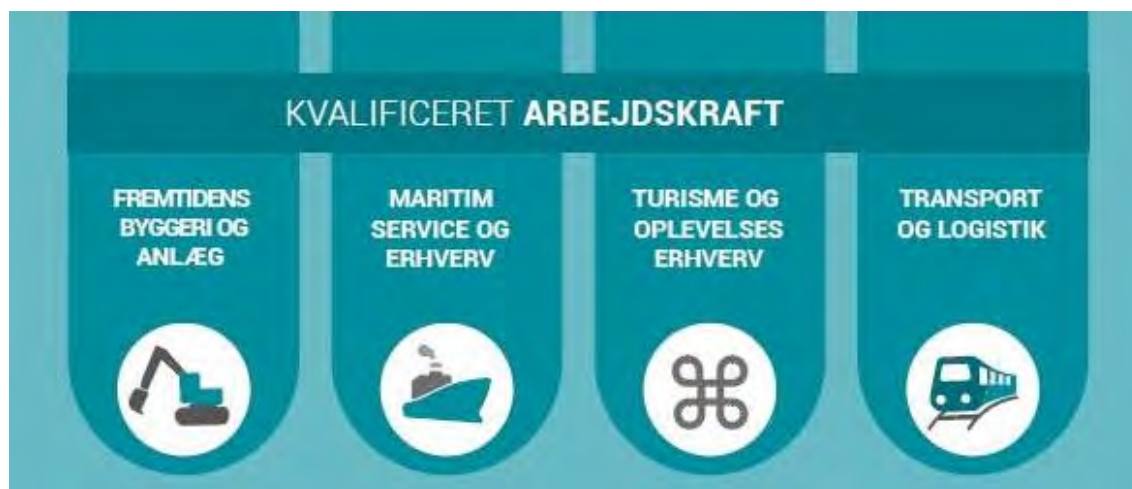 KVALIFICERET ARBEJDSKRAFT
FREMTIDENS
BYGGERI OG
ANLÆG
MARITIM
SERVICE OG
ERHVERV
TURISME OG
OPLEVELSES
ERHVERV
TRANSPORT
OG LOGISTIK